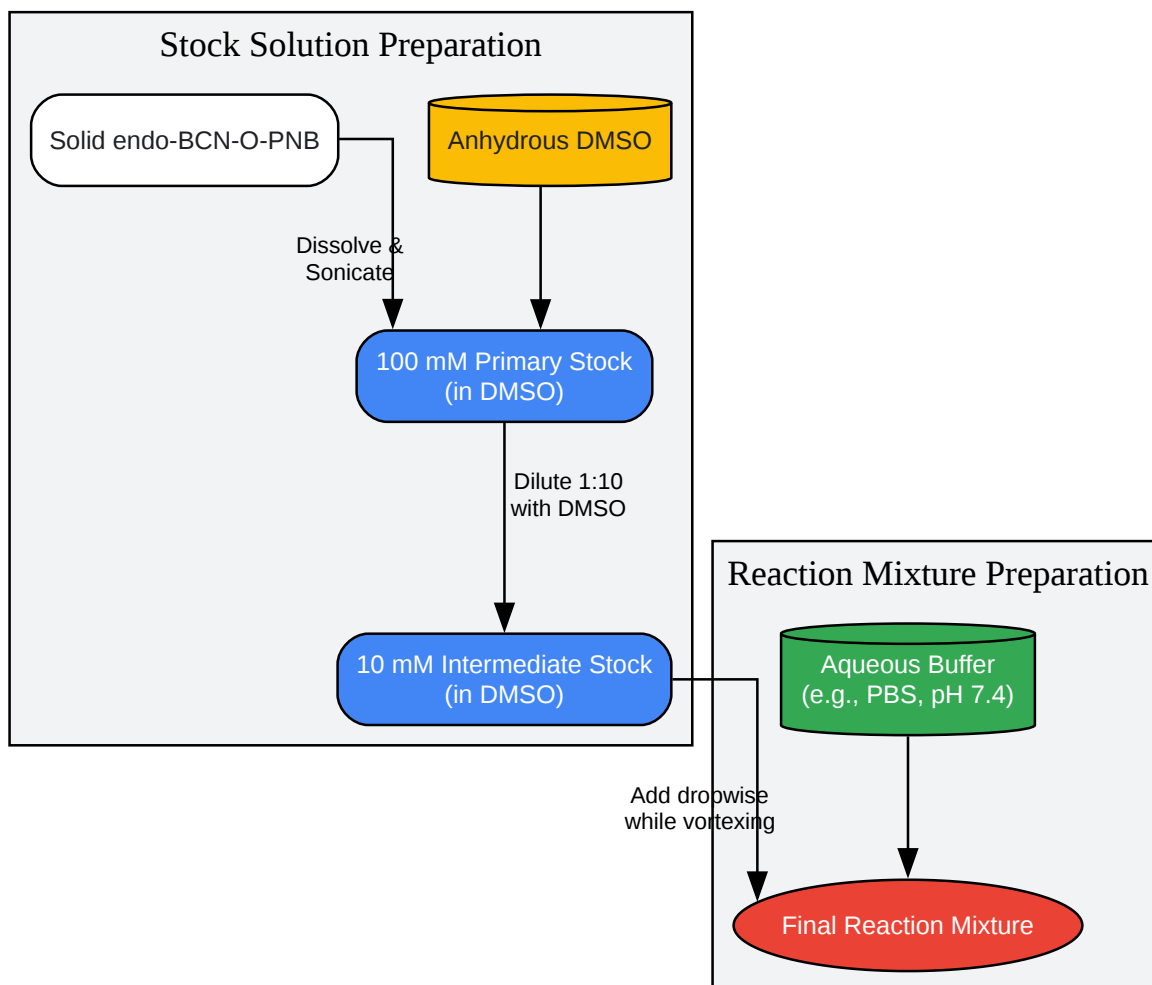 Stock Solution Preparation
Solid endo-BCN-O-PNB
Anhydrous DMSO
Dissolve &
Sonicate
100 mM Primary Stock
(in DMSO)
Dilute 1:10
with DMSO
10 mM Intermediate Stock
(in DMSO)
Reaction Mixture Preparation
Aqueous Buffer
(e.g., PBS, pH 7.4)
Add dropwise
while vortexing
Final Reaction Mixture